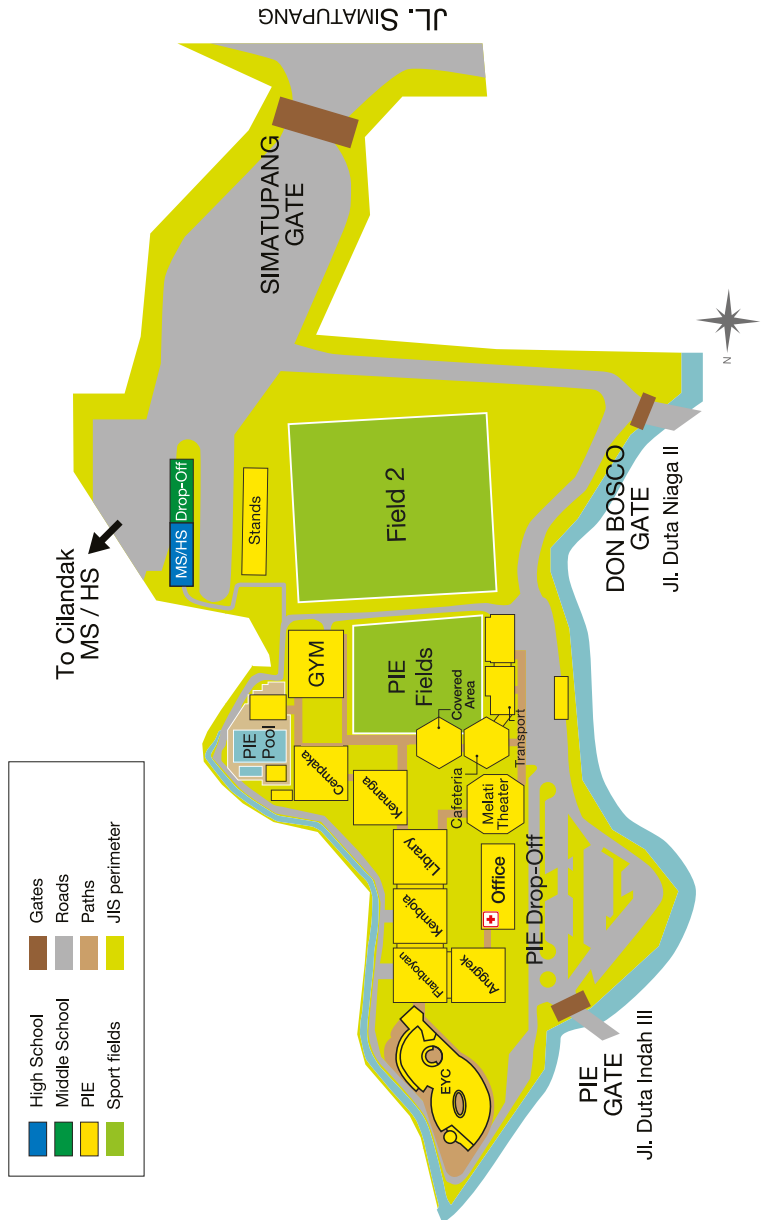 JL. SIMATUPANG
SIMATUPANG
GATE
N
To Cilandak
MS / HS
MS/HS
Drop-Off
Stands
Field 2
DON BOSCO
GATE
Jl. Duta Niaga II
GYM
PIE
Fields
Covered
Area
PIE
Pool
Cempaka
Kenanga
Cafeteria
Transport
Melati
Theater
Library
Kemboja
Flamboyan
Anggrek
Office
PIE Drop-Off
EYC
PIE
GATE
Jl. Duta Indah III
High School
Middle School
PIE
Sport fields
Gates
Roads
Paths
JIS perimeter